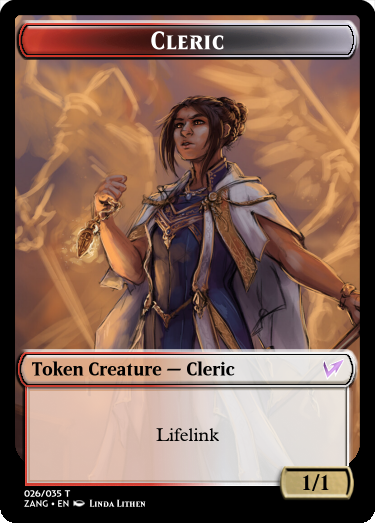 Cleric
Token Creature — Cleric
Lifelink
1/1
026/035 T
ZANG • EN Linda Lithen